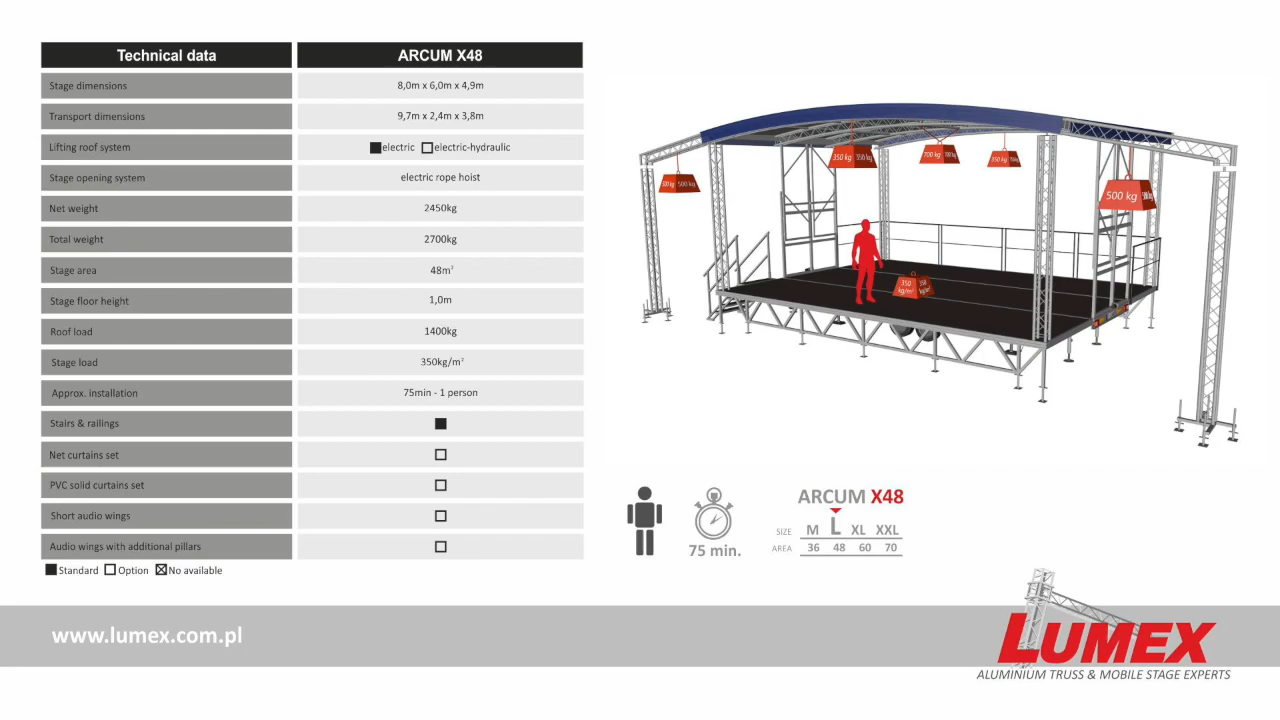 Technical data ARCUM X48
Stage dimensions 8,0m x 6,0m x 4,9m
Transport dimensions 9,7m x 2,4m x 3,8m
Lifting roof system electric electric-hydraulic
Stage opening system electric rope hoist
Net weight 2450kg
Total weight 2700kg
Stage area 48m²
Stage floor height 1,0m
Roof load 1400kg
Stage load 350kg/m²
Approx. installation 75min - 1 person
Stairs & railings
Net curtains set
PVC solid curtains set
Short audio wings
Audio wings with additional pillars
Standard Option No available
350 kg 350 kg
700 kg
350 kg
500 kg
500 kg
350 kg/m²
75 min.
ARCUM X48
SIZE M L XL XXL
AREA 36 48 60 70
www.lumex.com.pl
LUMEX
ALUMINIUM TRUSS & MOBILE STAGE EXPERTS